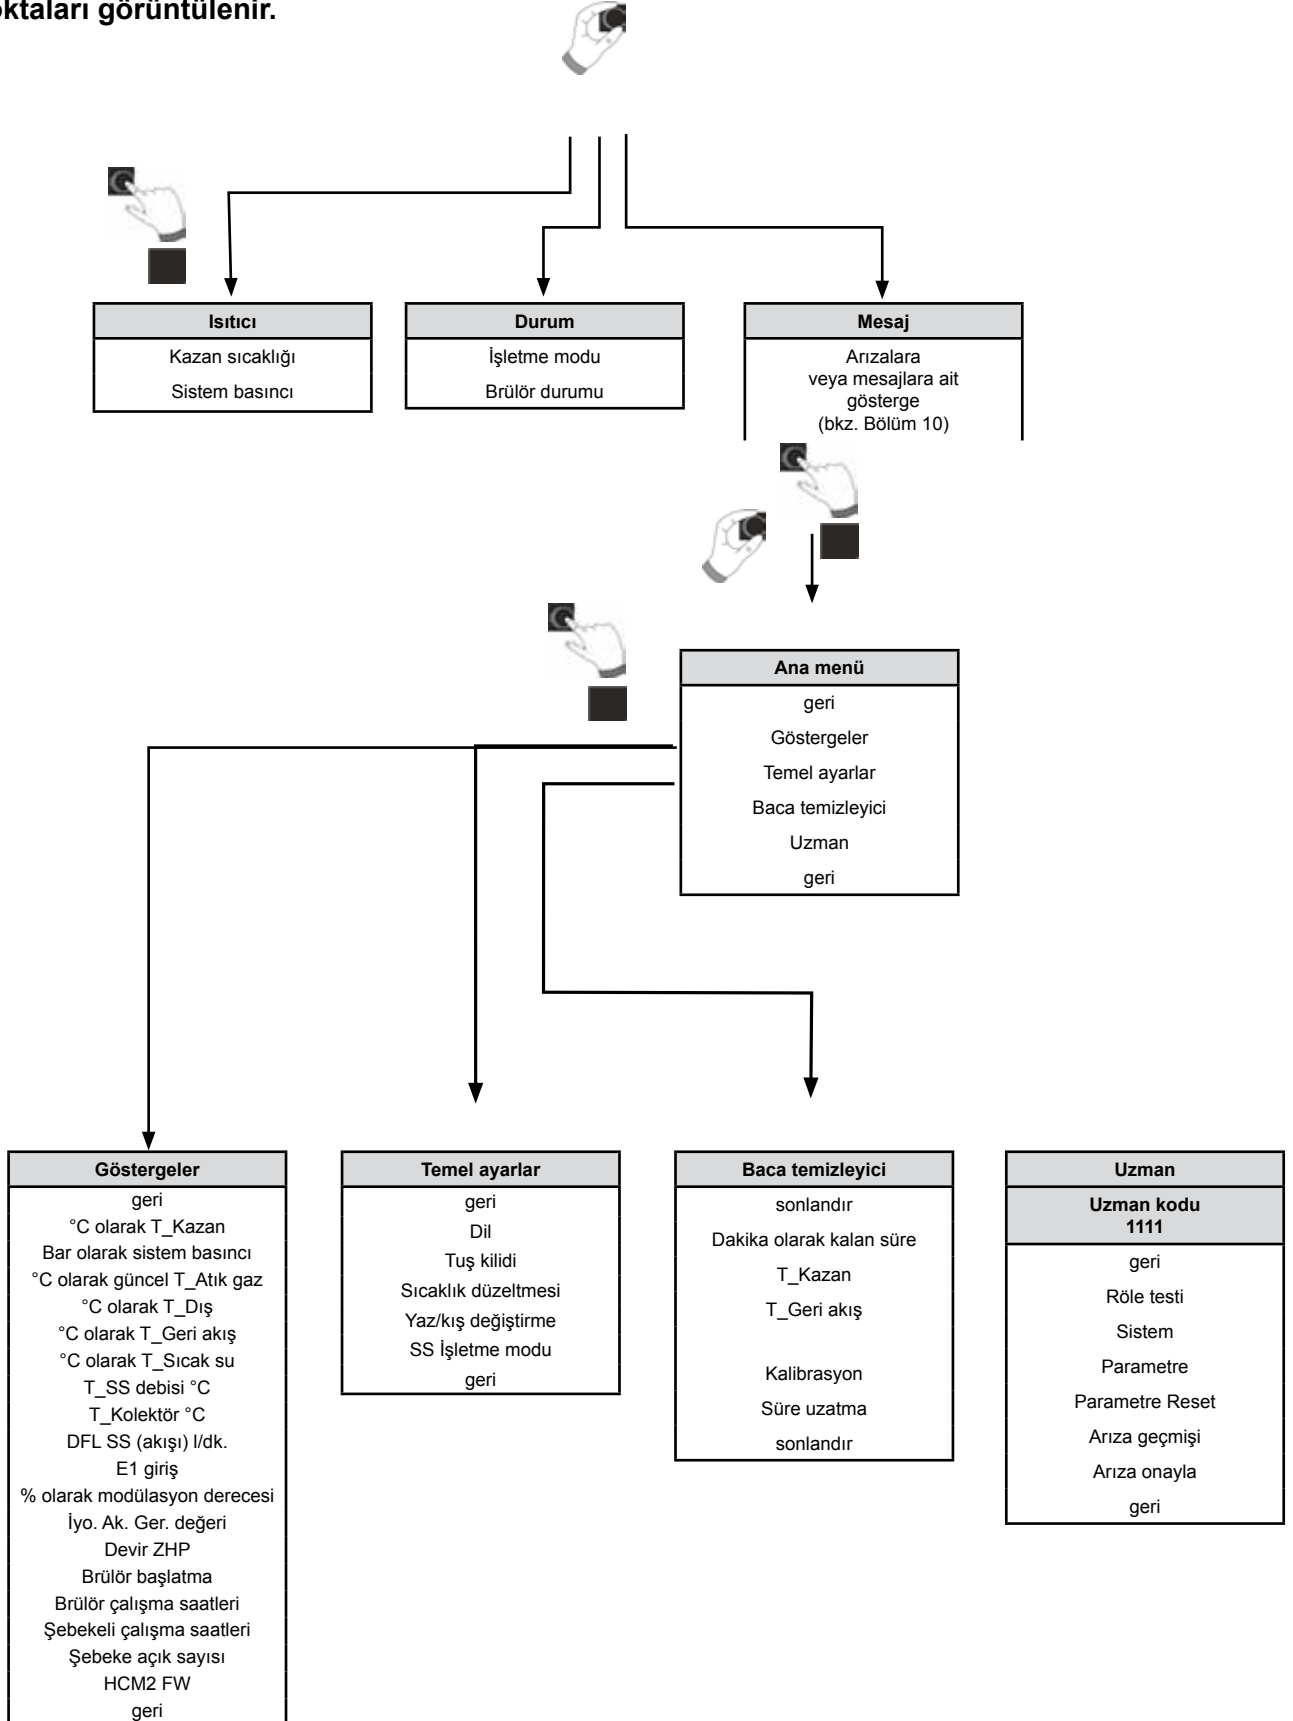 oktaları görüntülenir.
Isıtıcı
Kazan sıcaklığı
Sistem basıncı
Durum
İşletme modu
Brülör durumu
Mesaj
Arızalara
veya mesajlara ait
gösterge
(bkz. Bölüm 10)
Ana menü
geri
Göstergeler
Temel ayarlar
Baca temizleyici
Uzman
geri
Göstergeler
geri
°C olarak T_Kazan
Bar olarak sistem basıncı
°C olarak güncel T_Atık gaz
°C olarak T_Dış
°C olarak T_Geri akış
°C olarak T_Sıcak su
T_SS debisi °C
T_Kolektör °C
DFL SS (akışı) l/dk.
E1 giriş
% olarak modülasyon derecesi
İyo. Ak. Ger. değeri
Devir ZHP
Brülör başlatma
Brülör çalışma saatleri
Şebekeli çalışma saatleri
Şebeke açık sayısı
HCM2 FW
geri
Temel ayarlar
geri
Dil
Tuş kilidi
Sıcaklık düzeltmesi
Yaz/kış değiştirme
SS İşletme modu
geri
Baca temizleyici
sonlandır
Dakika olarak kalan süre
T_Kazan
T_Geri akış
Kalibrasyon
Süre uzatma
sonlandır
Uzman
Uzman kodu
1111
geri
Röle testi
Sistem
Parametre
Parametre Reset
Arıza geçmişi
Arıza onayla
geri